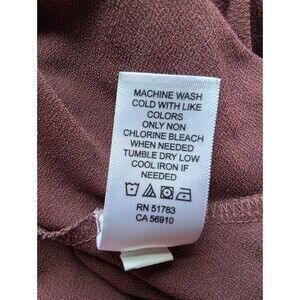 MACHINE WASH
COLD WITH LIKE
COLORS
ONLY NON
CHLORINE BLEACH
WHEN NEEDED
TUMBLE DRY LOW
COOL IRON IF
NEEDED
RN 51783
CA 56910